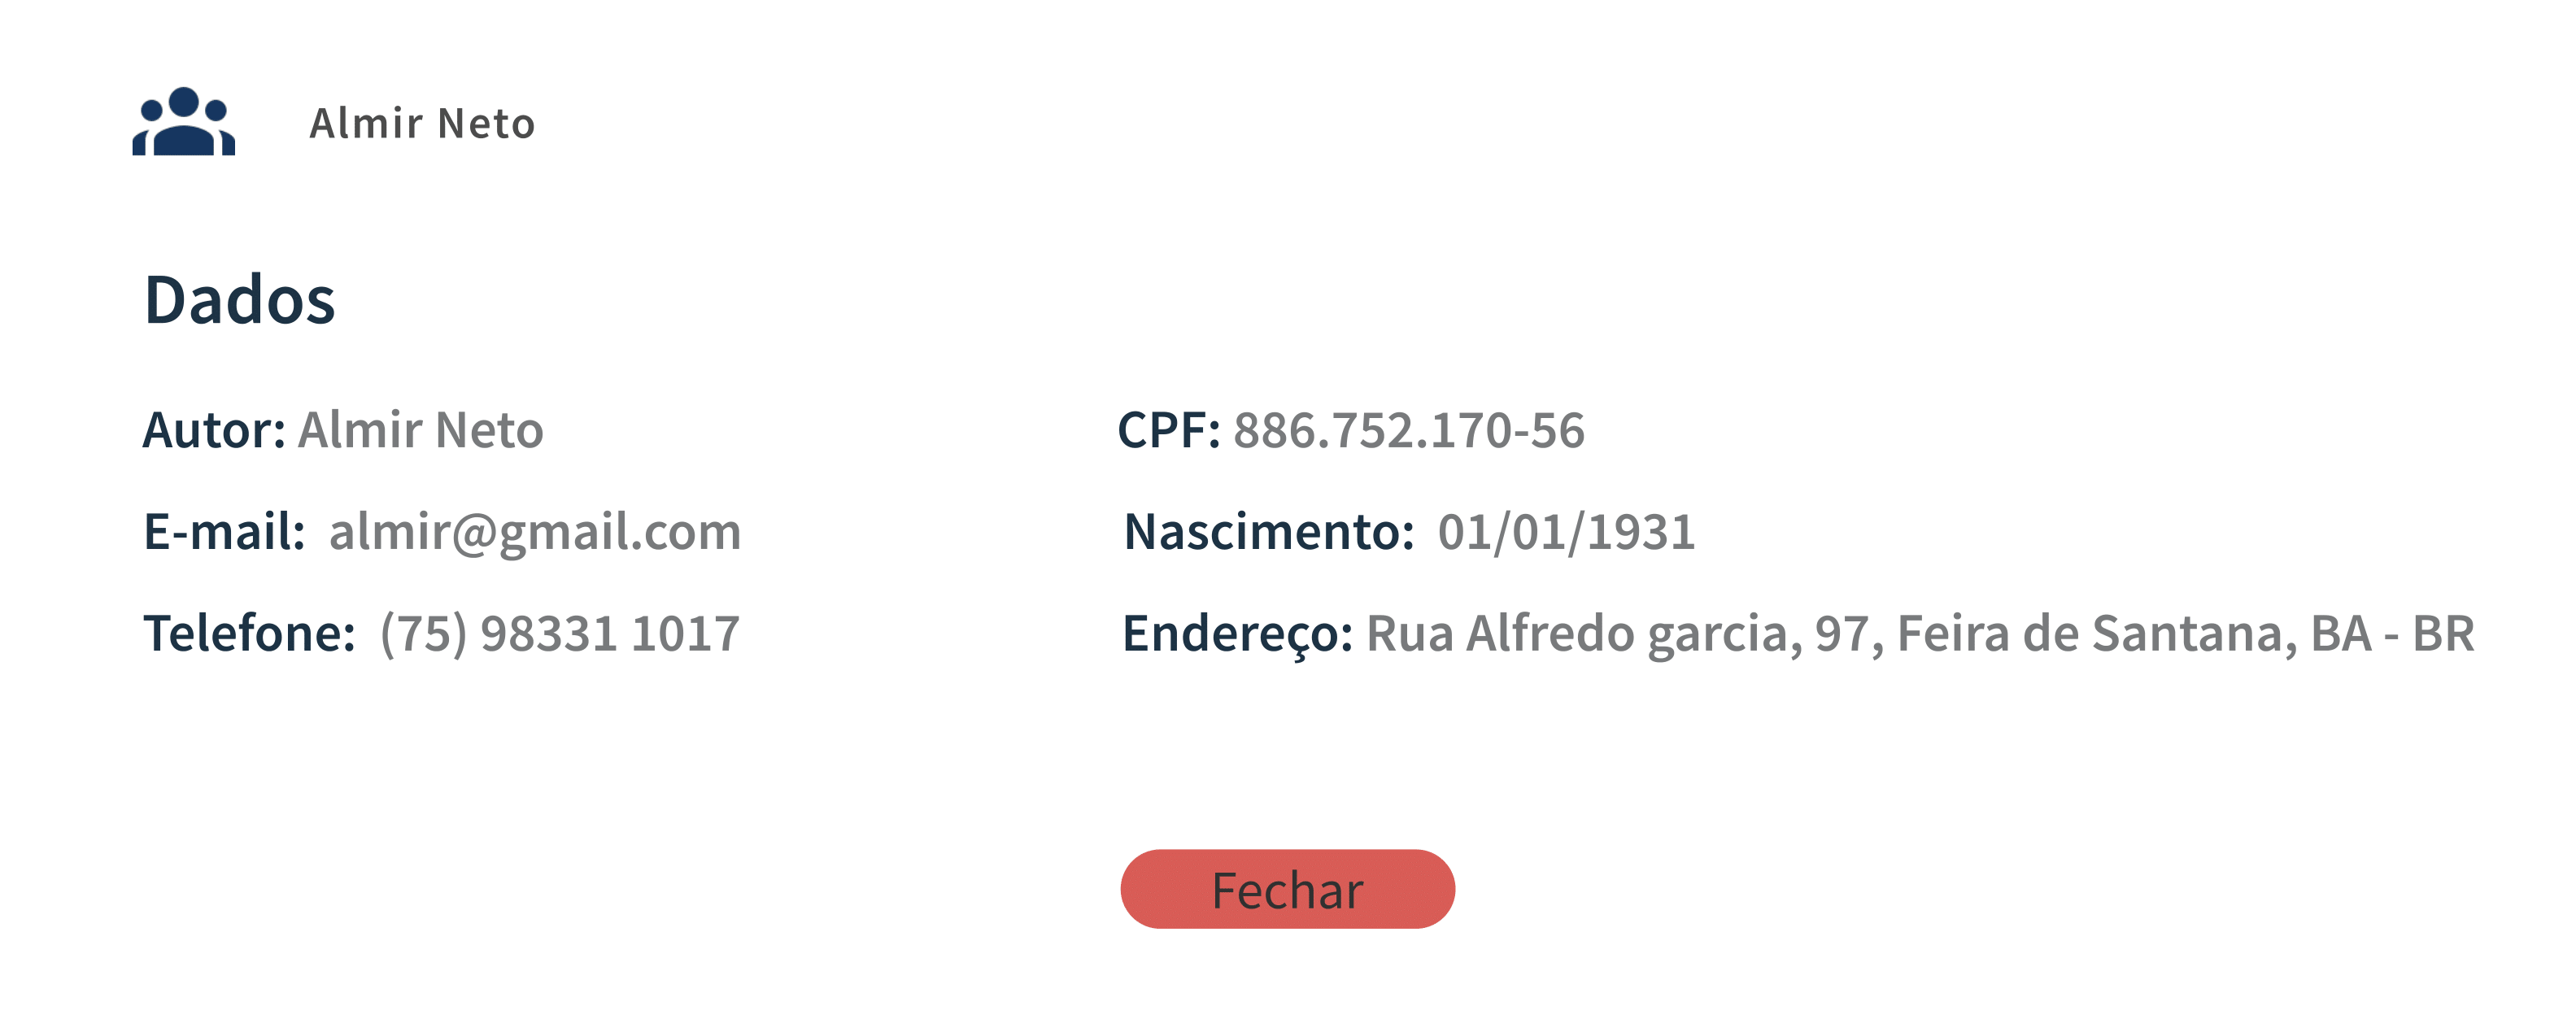 Almir Neto
Dados
Autor: Almir Neto
CPF: 886.752.170-56
E-mail: almir@gmail.com
Nascimento: 01/01/1931
Telefone: (75) 98331 1017
Endereço: Rua Alfredo garcia, 97, Feira de Santana, BA - BR
Fechar